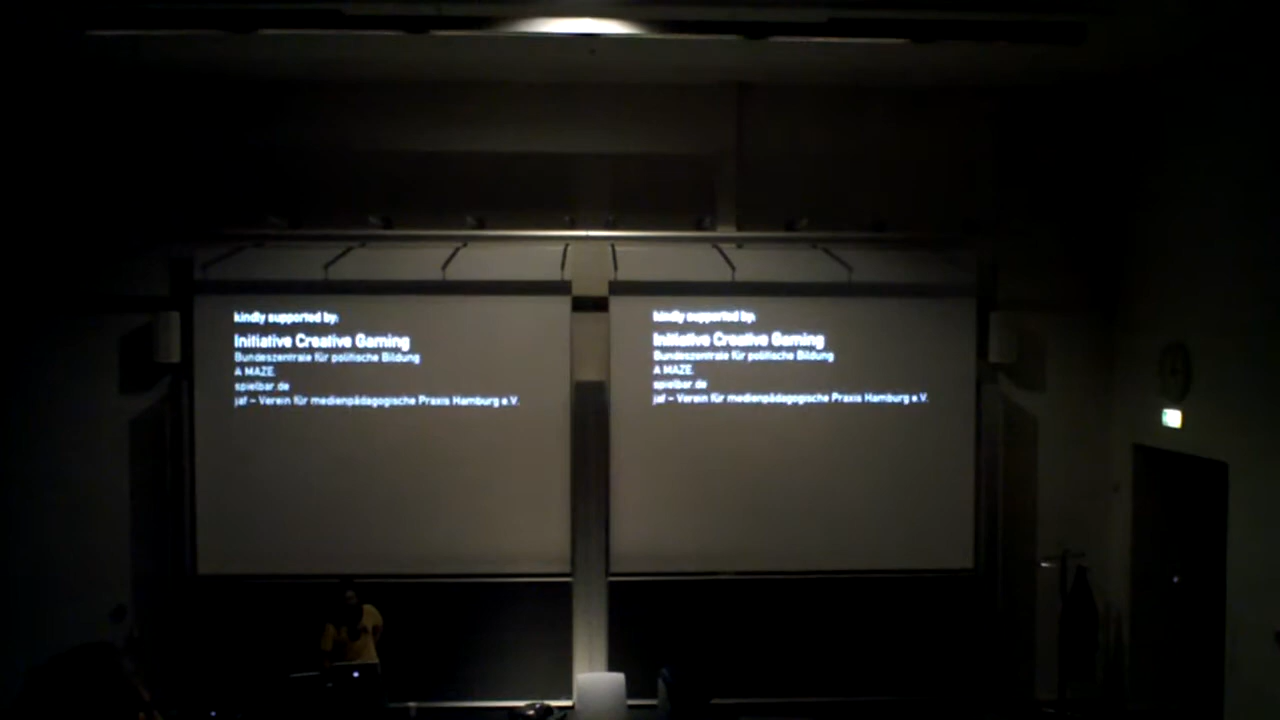 kindly supported by:
Initiative Creative Gaming
Bundeszentrale für politische Bildung
A MAZE.
spielbar.de
jaf – Verein für medienpädagogische Praxis Hamburg e.V.
kindly supported by:
Initiative Creative Gaming
Bundeszentrale für politische Bildung
A MAZE.
spielbar.de
jaf – Verein für medienpädagogische Praxis Hamburg e.V.